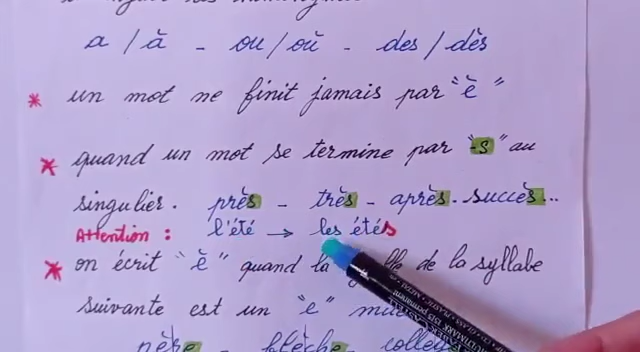 a / à - ou / où - des / dès
* un mot ne finit jamais par "è"
* quand un mot se termine par "-s" au
singulier. près - très - après - succès...
Attention : l'été → les étés
* on écrit "è" quand la de la syllabe
suivante est un "e"